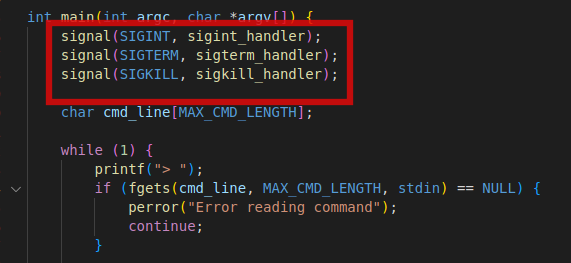 int main(int argc, char *argv[]) {
signal(SIGINT, sigint_handler);
signal(SIGTERM, sigterm_handler);
signal(SIGKILL, sigkill_handler);
char cmd_line[MAX_CMD_LENGTH];
while (1) {
printf("> ");
if (fgets(cmd_line, MAX_CMD_LENGTH, stdin) == NULL) {
perror("Error reading command");
continue;
}